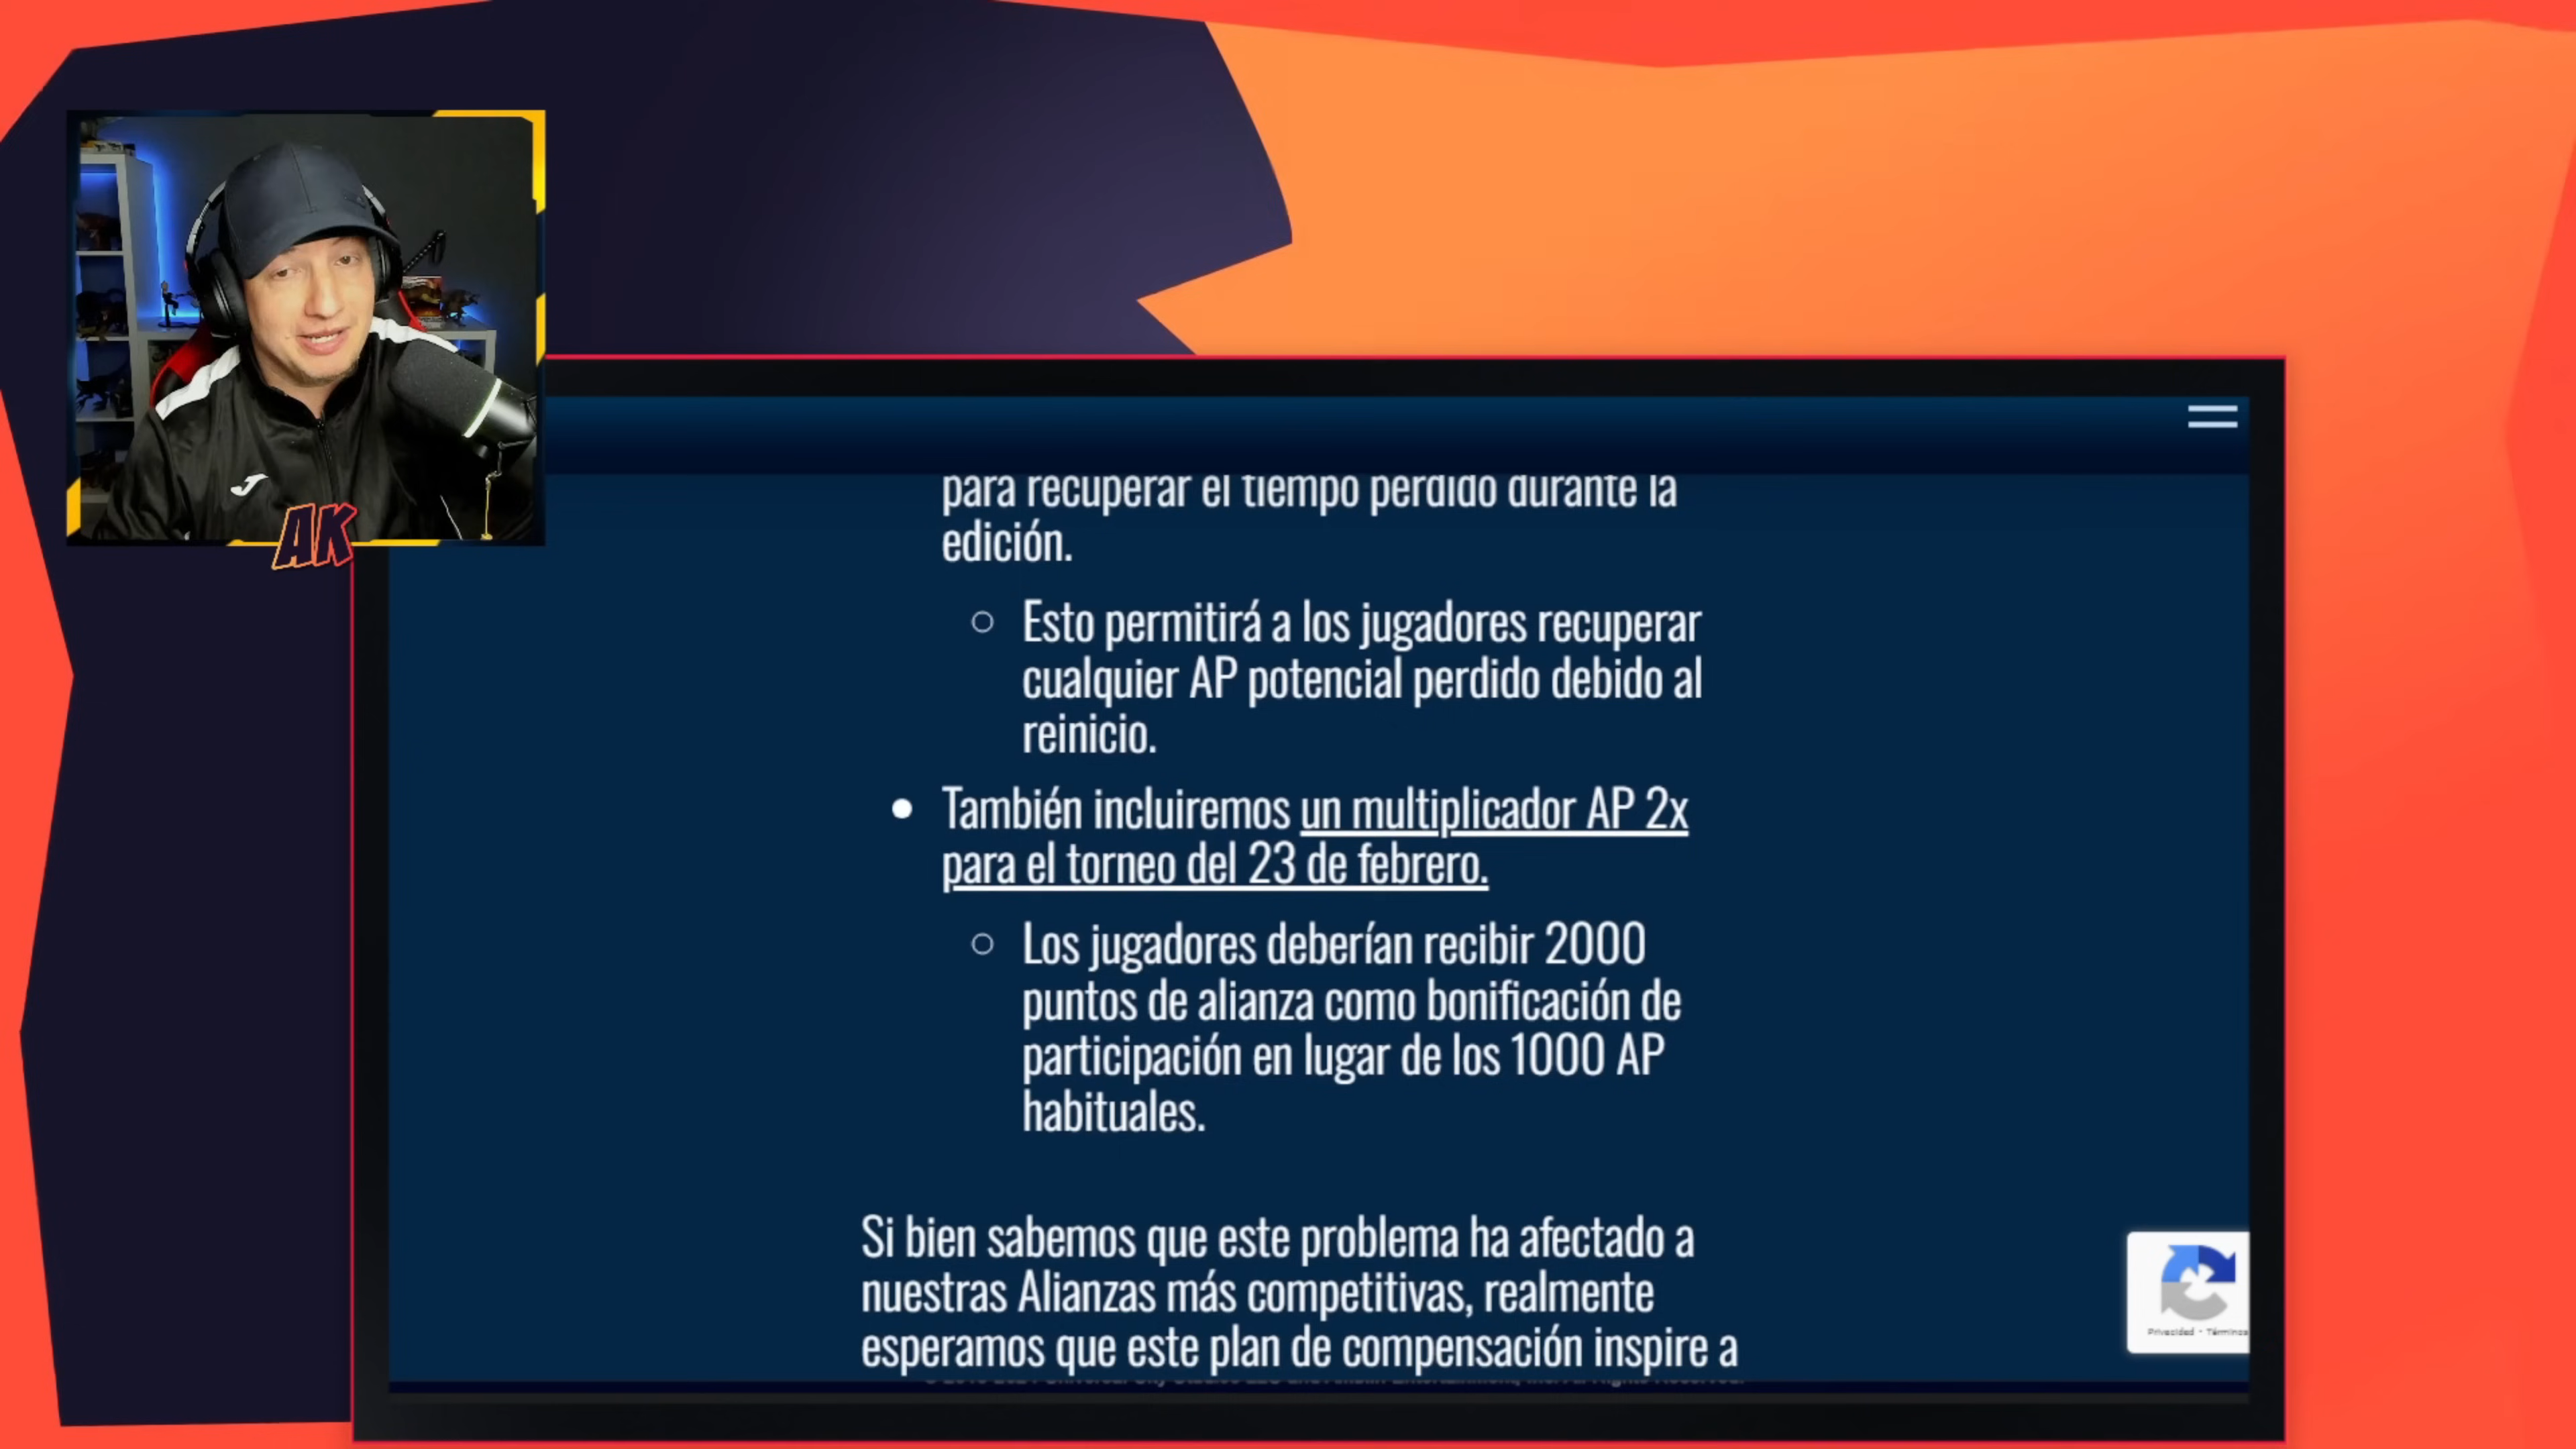 AK
para recuperar el tiempo perdido durante la
edición.
Esto permitirá a los jugadores recuperar
cualquier AP potencial perdido debido al
reinicio.
También incluiremos un multiplicador AP 2x
para el torneo del 23 de febrero.
Los jugadores deberían recibir 2000
puntos de alianza como bonificación de
participación en lugar de los 1000 AP
habituales.
Si bien sabemos que este problema ha afectado a
nuestras Alianzas más competitivas, realmente
esperamos que este plan de compensación inspire a
Privacidad - Términos